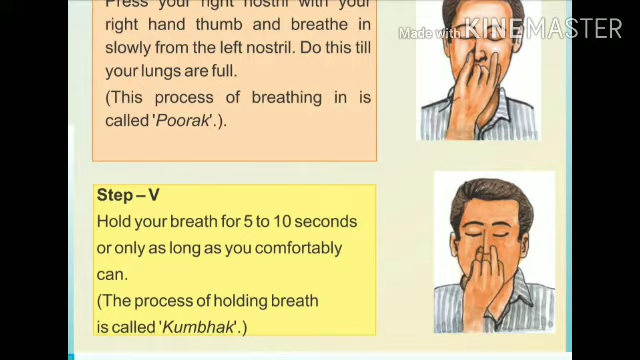 Press your right nostril with your
right hand thumb and breathe in
slowly from the left nostril. Do this till
your lungs are full.
(This process of breathing in is
called 'Poorak'.).
Made with KINEMASTER
Step – V
Hold your breath for 5 to 10 seconds
or only as long as you comfortably
can.
(The process of holding breath
is called 'Kumbhak'.)